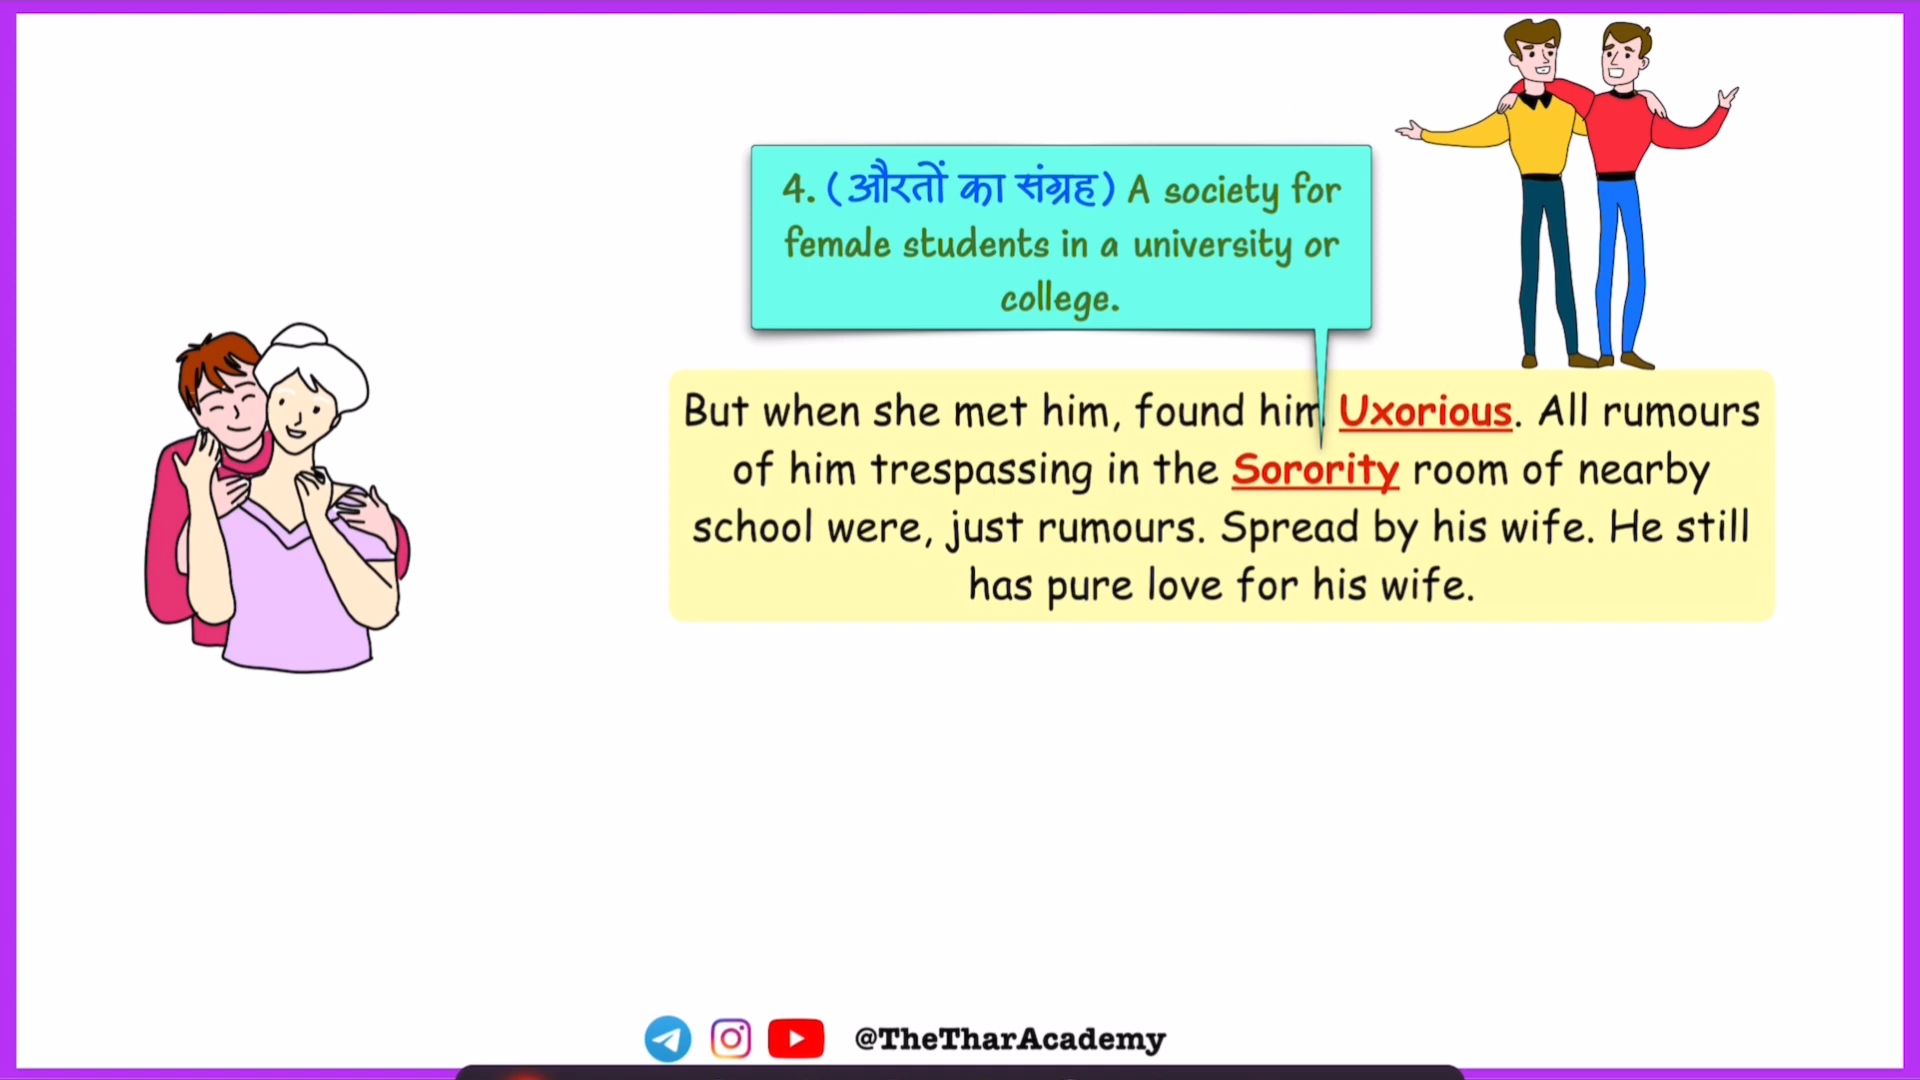 4. (औरतों का संग्रह) A society for
female students in a university or
college.
But when she met him, found him Uxorious. All rumours
of him trespassing in the Sorority room of nearby
school were, just rumours. Spread by his wife. He still
has pure love for his wife.
@TheTharAcademy